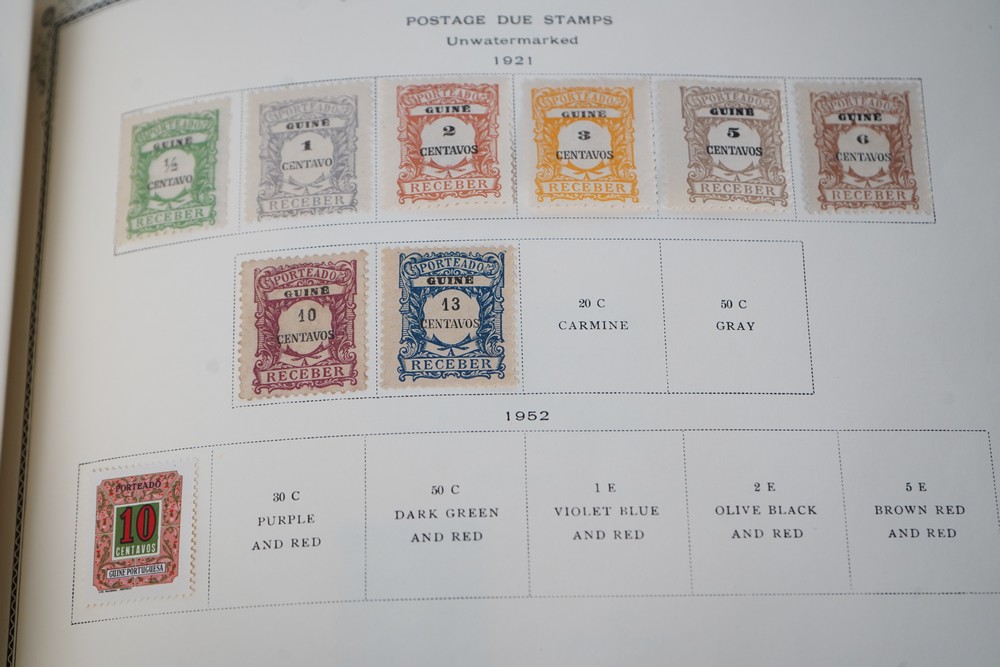 POSTAGE DUE STAMPS
Unwatermarked
1921
PORTEADO
GUINÉ
½
CENTAVO
A
RECEBER
PORTEADO
GUINÉ
1
CENTAVO
A
RECEBER
PORTEADO
GUINÉ
2
CENTAVOS
A
RECEBER
PORTEADO
GUINÉ
3
CENTAVOS
A
RECEBER
PORTEADO
GUINÉ
5
CENTAVOS
A
RECEBER
PORTEADO
GUINÉ
6
CENTAVOS
A
RECEBER
PORTEADO
GUINÉ
10
CENTAVOS
A
RECEBER
PORTEADO
GUINÉ
13
CENTAVOS
A
RECEBER
20 C
CARMINE
50 C
GRAY
1952
PORTEADO
10
CENTAVOS
GUINÉ PORTUGUESA
30 C
PURPLE
AND RED
50 C
DARK GREEN
AND RED
1 E
VIOLET BLUE
AND RED
2 E
OLIVE BLACK
AND RED
5 E
BROWN RED
AND RED